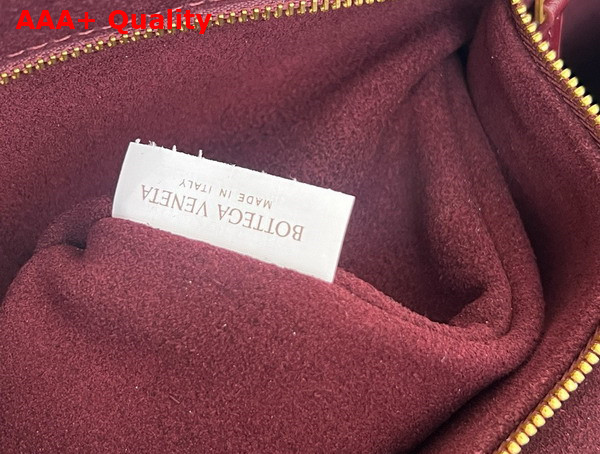 AAA+ Quality
BOTTEGA VENETA
MADE IN ITALY